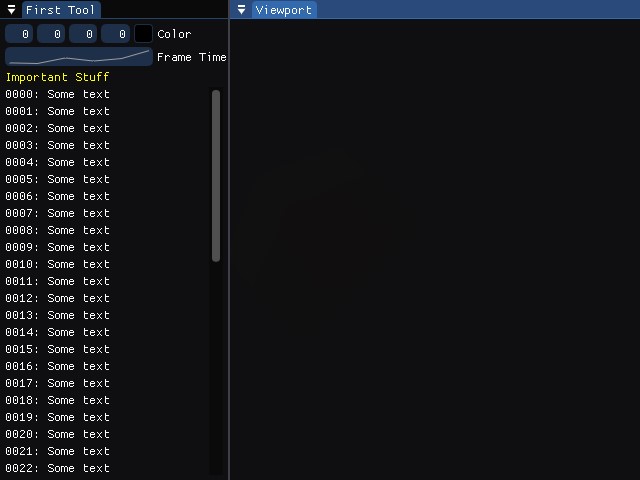 First Tool
Viewport
0 0 0 0 Color
Frame Time
Important Stuff
0000: Some text
0001: Some text
0002: Some text
0003: Some text
0004: Some text
0005: Some text
0006: Some text
0007: Some text
0008: Some text
0009: Some text
0010: Some text
0011: Some text
0012: Some text
0013: Some text
0014: Some text
0015: Some text
0016: Some text
0017: Some text
0018: Some text
0019: Some text
0020: Some text
0021: Some text
0022: Some text